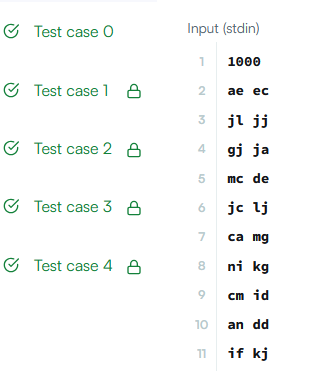 Test case 0
Test case 1
Test case 2
Test case 3
Test case 4
Input (stdin)
1 1000
2 ae ec
3 jl jj
4 gj ja
5 mc de
6 jc lj
7 ca mg
8 ni kg
9 cm id
10 an dd
11 if kj